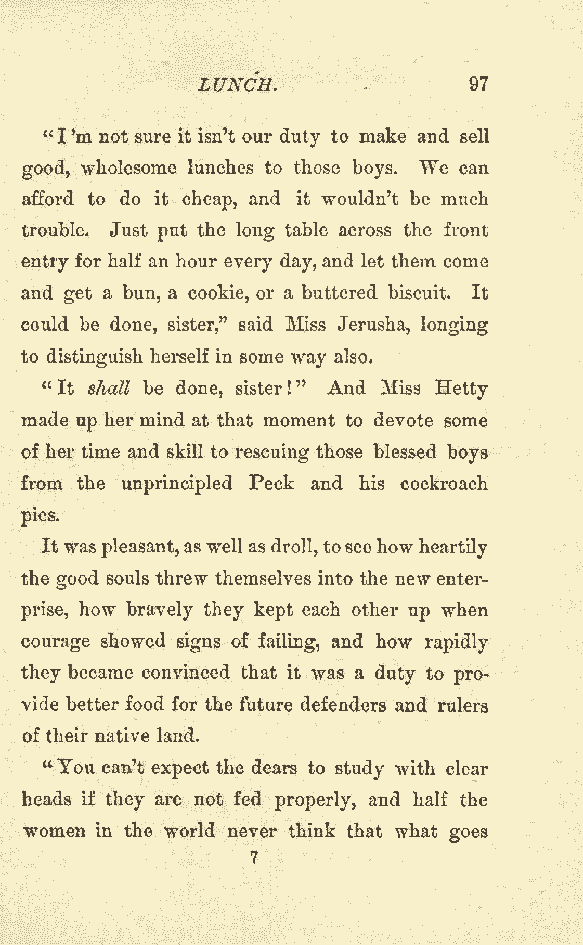 LUNCH. 97
"I'm not sure it isn't our duty to make and sell
good, wholesome lunches to those boys. We can
afford to do it cheap, and it wouldn't be much
trouble. Just put the long table across the front
entry for half an hour every day, and let them come
and get a bun, a cookie, or a buttered biscuit. It
could be done, sister," said Miss Jerusha, longing
to distinguish herself in some way also.
"It shall be done, sister!" And Miss Hetty
made up her mind at that moment to devote some
of her time and skill to rescuing those blessed boys
from the unprincipled Peck and his cockroach
pies.
It was pleasant, as well as droll, to see how heartily
the good souls threw themselves into the new enter-
prise, how bravely they kept each other up when
courage showed signs of failing, and how rapidly
they became convinced that it was a duty to pro-
vide better food for the future defenders and rulers
of their native land.
"You can't expect the dears to study with clear
heads if they are not fed properly, and half the
women in the world never think that what goes
7